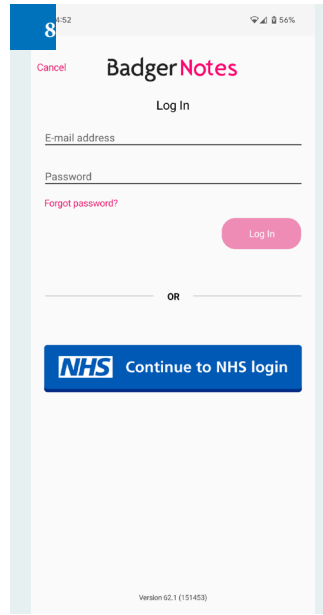 8
4:52 56%
Cancel BadgerNotes
Log In
E-mail address
Password
Forgot password?
Log In
OR
NHS Continue to NHS login
Version 62.1 (151453)